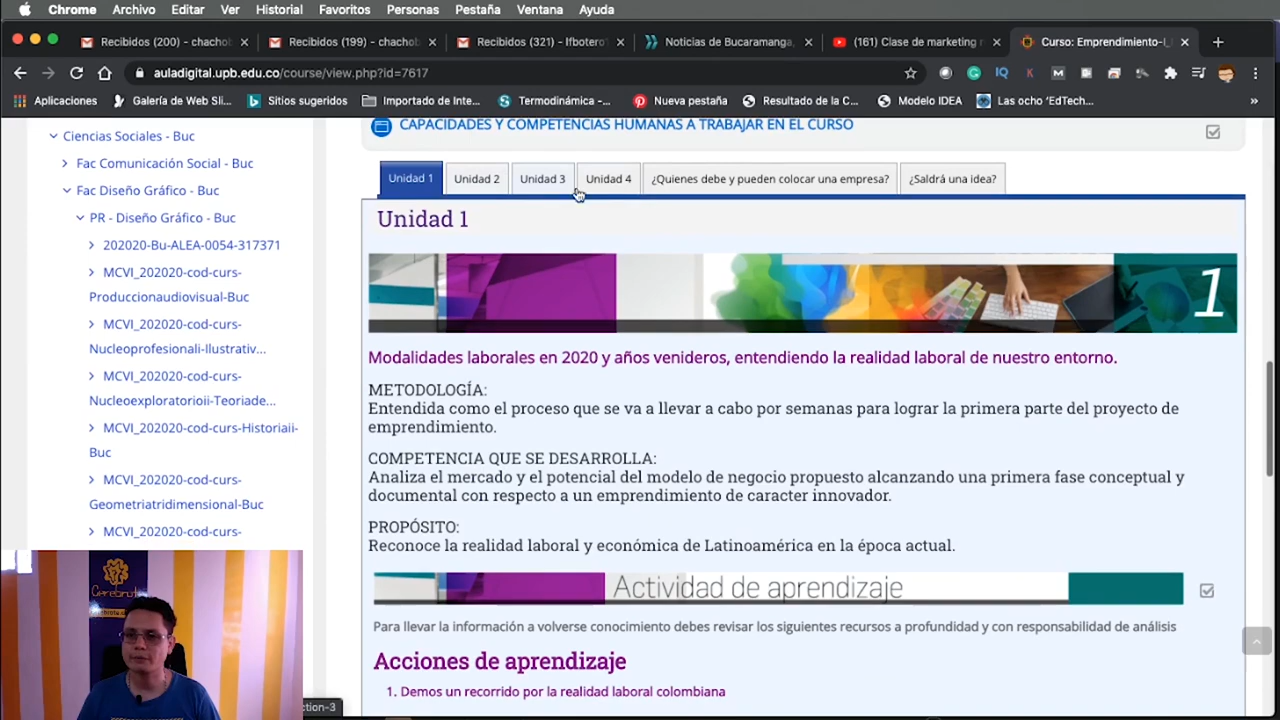 Chrome Archivo Editar Ver Historial Favoritos Personas Pestaña Ventana Ayuda
Recibidos (200) – chachob
Recibidos (199) – chachob
Recibidos (321) – lfbotero
Noticias de Bucaramanga,
(161) Clase de marketing
Curso: Emprendimiento-I_
auladigital.upb.edu.co/course/view.php?id=7617
Aplicaciones
Galería de Web Sli...
Sitios sugeridos
Importado de Inte...
Termodinámica –...
Nueva pestaña
Resultado de la C...
Modelo IDEA
Las ocho ‘EdTech...
»
Ciencias Sociales - Buc
Fac Comunicación Social - Buc
Fac Diseño Gráfico - Buc
PR - Diseño Gráfico - Buc
202020-Bu-ALEA-0054-317371
MCVI_202020-cod-curs-
Produccionaudiovisual-Buc
MCVI_202020-cod-curs-
Nucleoprofesionali-Ilustrativ...
MCVI_202020-cod-curs-
Nucleoexploratorioii-Teoriade...
MCVI_202020-cod-curs-Historiaii-
Buc
MCVI_202020-cod-curs-
Geometriatridimensional-Buc
MCVI_202020-cod-curs-
CAPACIDADES Y COMPETENCIAS HUMANAS A TRABAJAR EN EL CURSO
Unidad 1
Unidad 2
Unidad 3
Unidad 4
¿Quienes debe y pueden colocar una empresa?
¿Saldrá una idea?
Unidad 1
1
Modalidades laborales en 2020 y años venideros, entendiendo la realidad laboral de nuestro entorno.
METODOLOGÍA:
Entendida como el proceso que se va a llevar a cabo por semanas para lograr la primera parte del proyecto de
emprendimiento.
COMPETENCIA QUE SE DESARROLLA:
Analiza el mercado y el potencial del modelo de negocio propuesto alcanzando una primera fase conceptual y
documental con respecto a un emprendimiento de caracter innovador.
PROPÓSITO:
Reconoce la realidad laboral y económica de Latinoamérica en la época actual.
Actividad de aprendizaje
Para llevar la información a volverse conocimiento debes revisar los siguientes recursos a profundidad y con responsabilidad de análisis
Acciones de aprendizaje
1. Demos un recorrido por la realidad laboral colombiana
ction-3